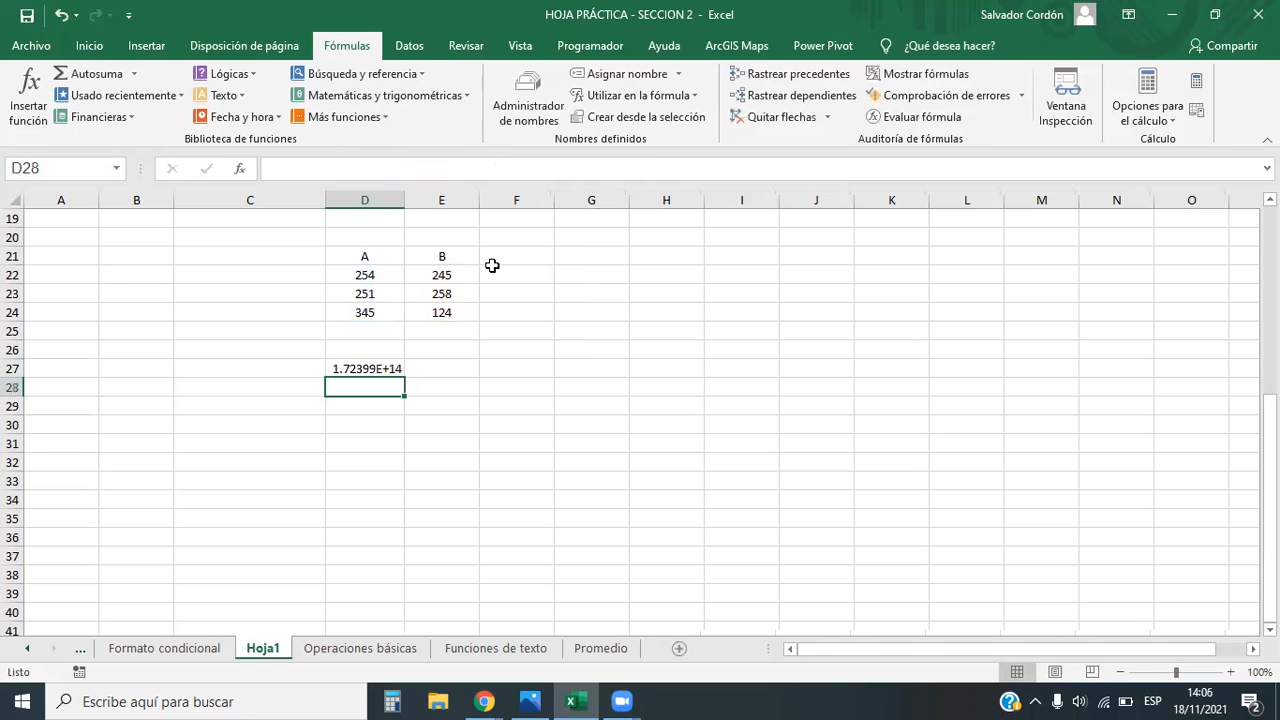 HOJA PRÁCTICA - SECCION 2 - Excel
Salvador Cordón
Archivo Inicio Insertar Disposición de página Fórmulas Datos Revisar Vista Programador Ayuda ArcGIS Maps Power Pivot ¿Qué desea hacer? Compartir
fx Insertar función
Σ Autosuma
Usado recientemente
Financieras
Lógicas
Texto
Fecha y hora
Búsqueda y referencia
Matemáticas y trigonométricas
Más funciones
Biblioteca de funciones
Administrador de nombres
Asignar nombre
Utilizar en la fórmula
Crear desde la selección
Nombres definidos
Rastrear precedentes
Rastrear dependientes
Quitar flechas
Mostrar fórmulas
Comprobación de errores
Evaluar fórmula
Auditoría de fórmulas
Ventana Inspección
Opciones para el cálculo
Cálculo
D28 fx
A B C D E F G H I J K L M N O
19
20
21 A B
22 254 245
23 251 258
24 345 124
25
26
27 1.72399E+14
28
29
30
31
32
33
34
35
36
37
38
39
40
41
... Formato condicional Hoja1 Operaciones básicas Funciones de texto Promedio
Listo 100%
Escribe aquí para buscar
ESP
14:06
18/11/2021
2